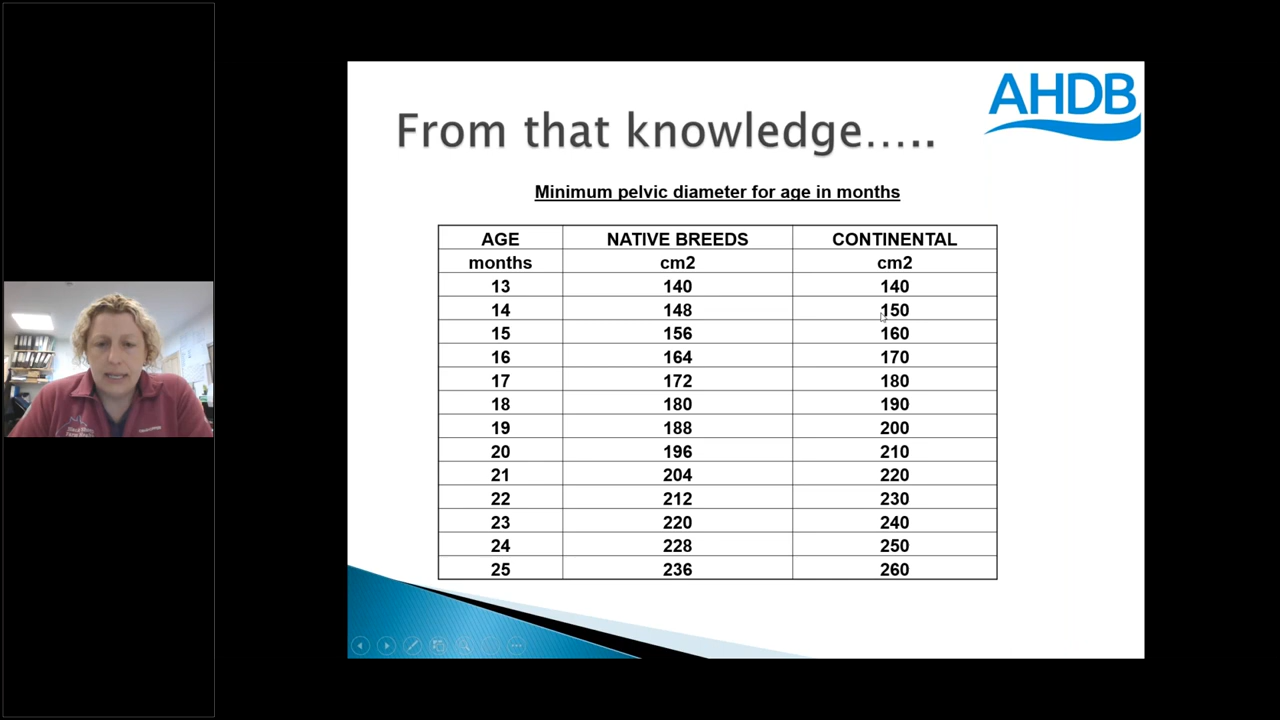 AHDB
From that knowledge…..
Minimum pelvic diameter for age in months
AGE NATIVE BREEDS CONTINENTAL
months cm2 cm2
13 140 140
14 148 150
15 156 160
16 164 170
17 172 180
18 180 190
19 188 200
20 196 210
21 204 220
22 212 230
23 220 240
24 228 250
25 236 260